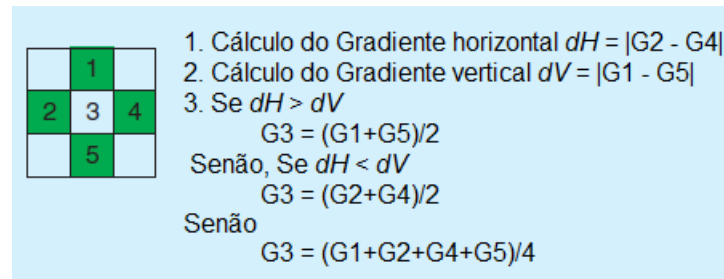 1
2 3 4
5
1. Cálculo do Gradiente horizontal dH = |G2 - G4|
2. Cálculo do Gradiente vertical dV = |G1 - G5|
3. Se dH > dV
G3 = (G1+G5)/2
Senão, Se dH < dV
G3 = (G2+G4)/2
Senão
G3 = (G1+G2+G4+G5)/4